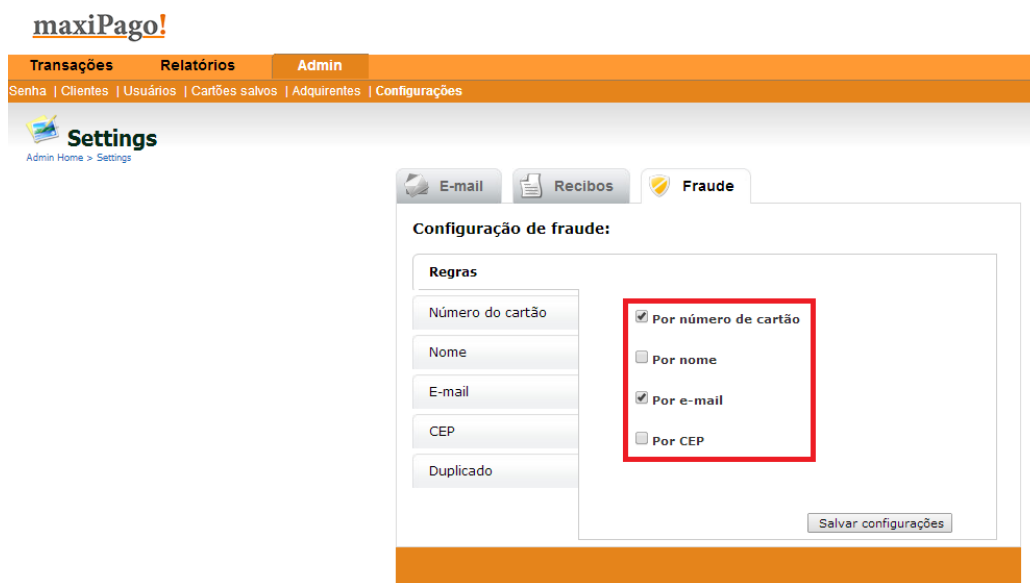 maxiPago!
Transações Relatórios Admin
Senha | Clientes | Usuários | Cartões salvos | Adquirentes | Configurações
Settings
Admin Home > Settings
E-mail Recibos Fraude
Configuração de fraude:
Regras
Número do cartão
Nome
E-mail
CEP
Duplicado
Por número de cartão
Por nome
Por e-mail
Por CEP
Salvar configurações